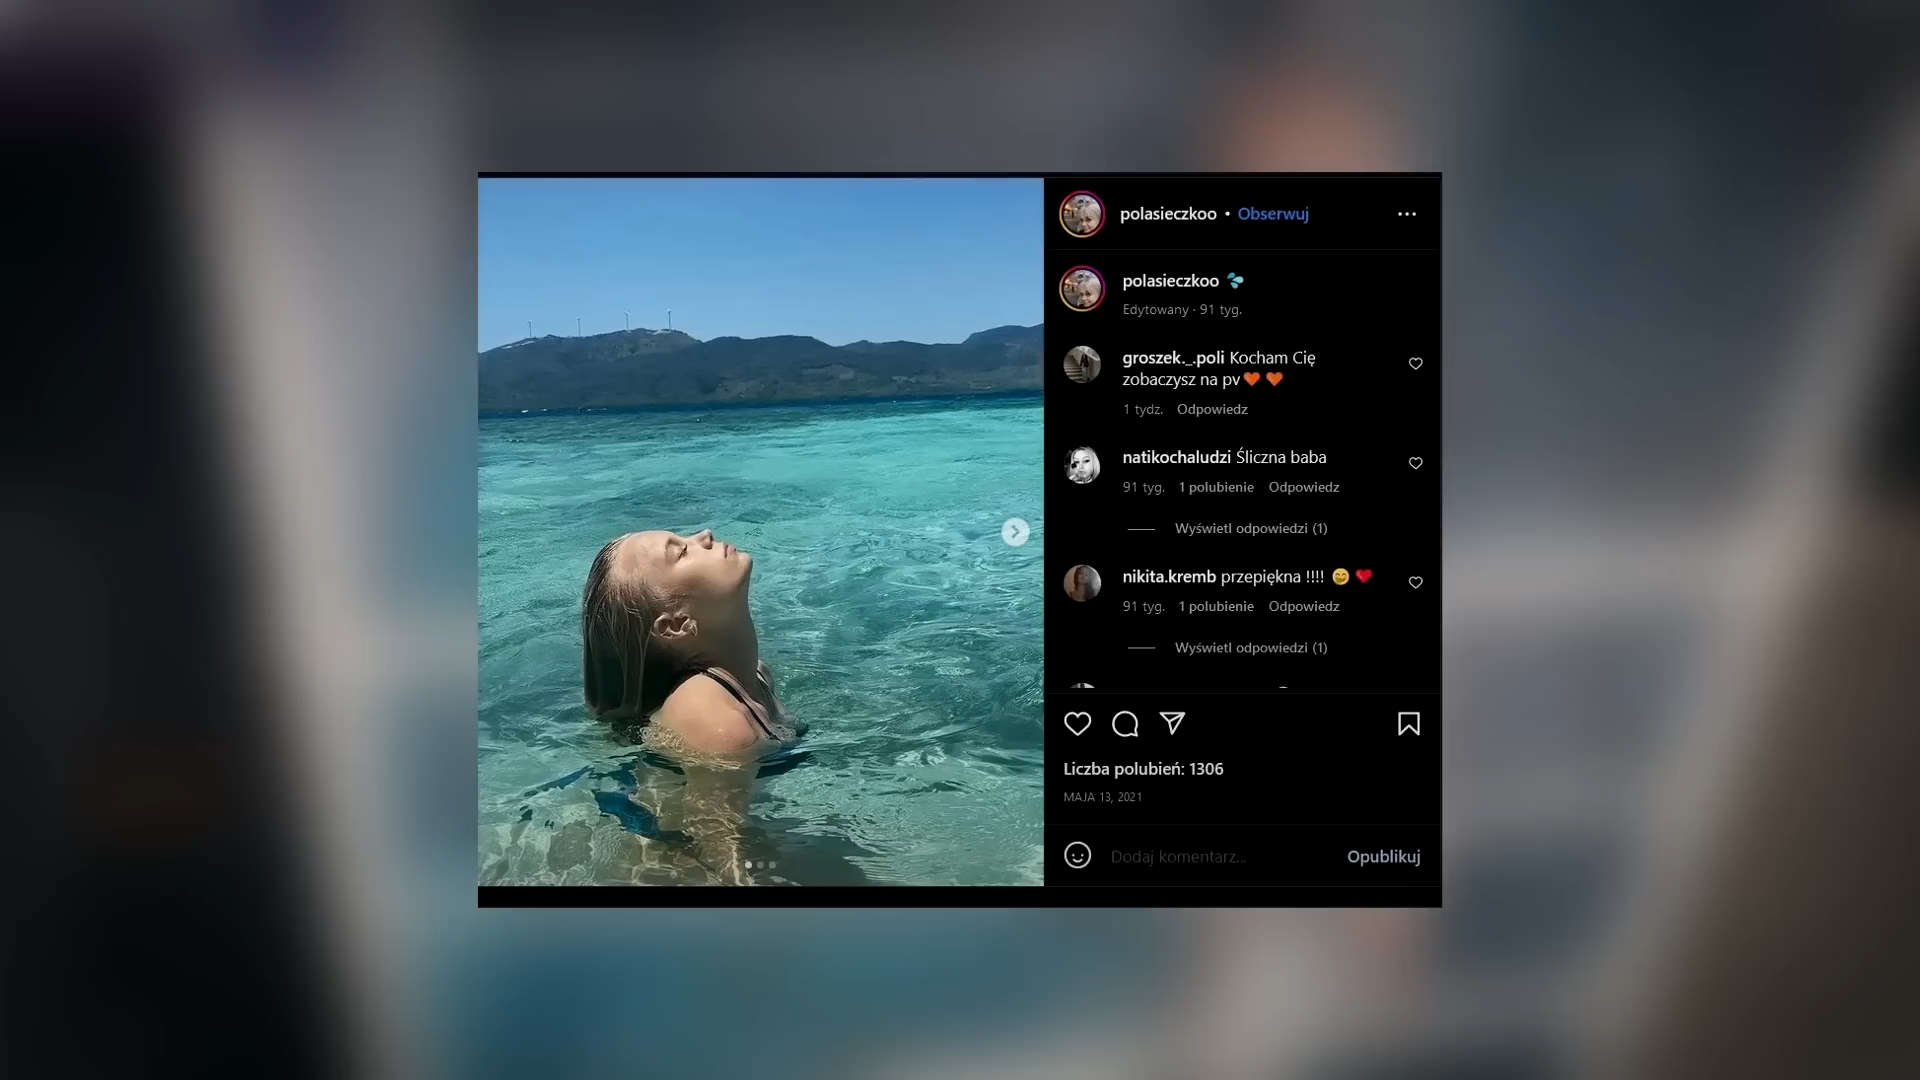 polasieczkoo • Obserwuj
polasieczkoo 💦
Edytowany · 91 tyg.
groszek._.poli Kocham Cię
zobaczysz na pv🧡 🧡
1 tydz. Odpowiedz
natikochaludzi Śliczna baba
91 tyg. 1 polubienie Odpowiedz
Wyświetl odpowiedzi (1)
nikita.kremb przepiękna !!!! 😄 ❤️
91 tyg. 1 polubienie Odpowiedz
Wyświetl odpowiedzi (1)
Liczba polubień: 1306
MAJA 13, 2021
Dodaj komentarz...
Opublikuj